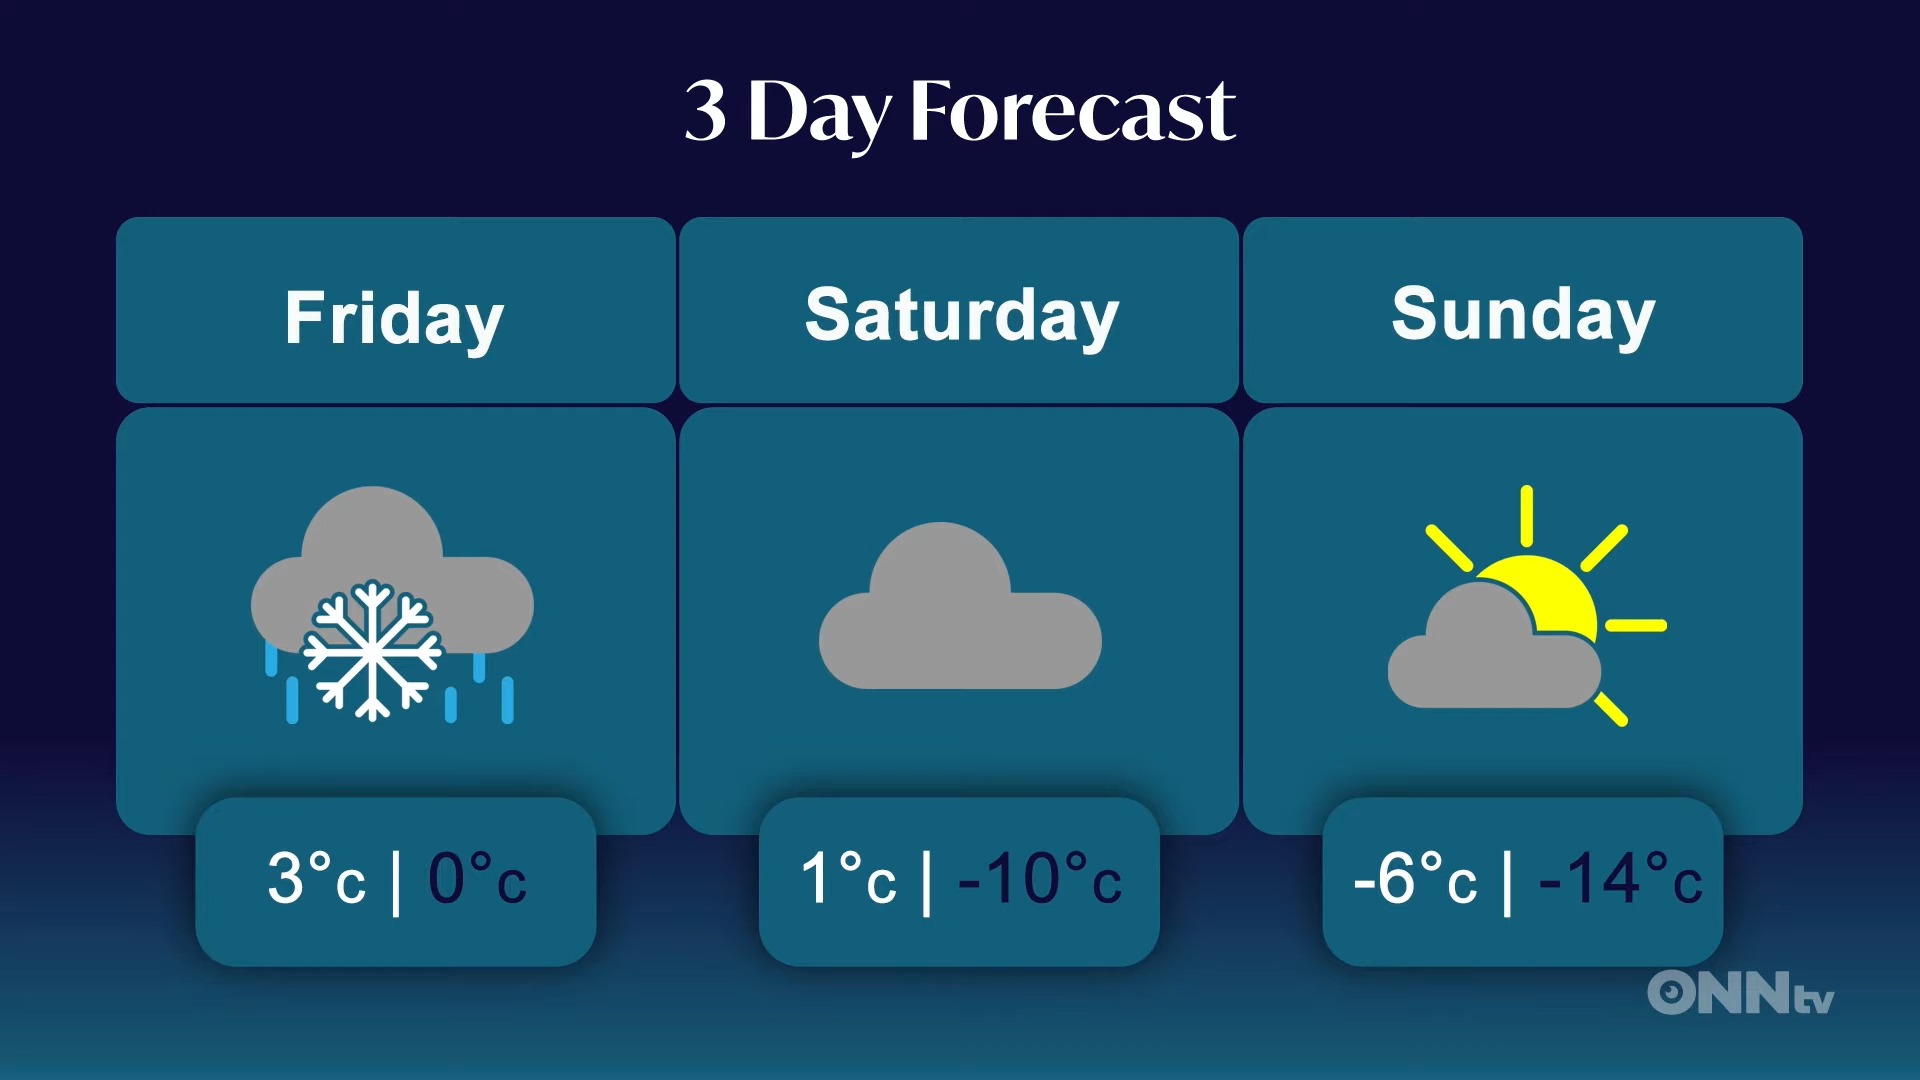 3 Day Forecast
Friday
Saturday
Sunday
3°c | 0°c
1°c | -10°c
-6°c | -14°c
ONNtv